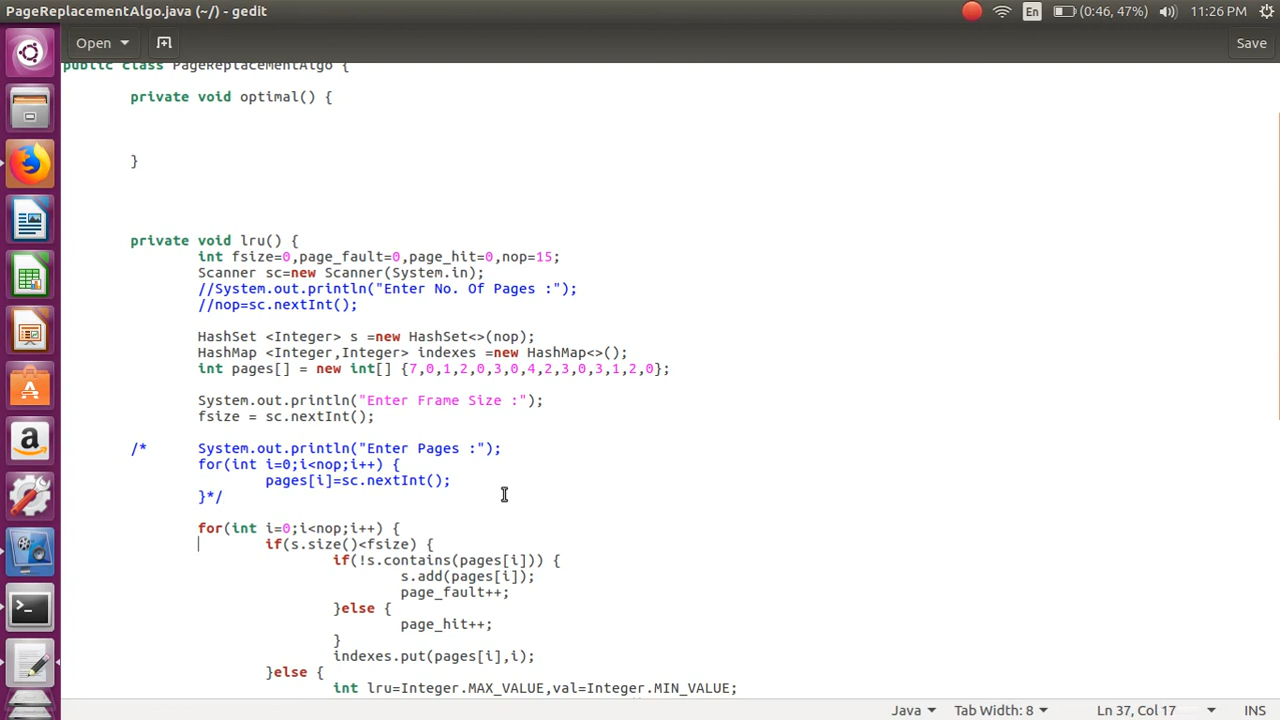 PageReplacementAlgo.java (~/) - gedit
En
(0:46, 47%)
11:26 PM
Open
Save
public class PageReplacementAlgo {
private void optimal() {
}
private void lru() {
int fsize=0,page_fault=0,page_hit=0,nop=15;
Scanner sc=new Scanner(System.in);
//System.out.println("Enter No. Of Pages :");
//nop=sc.nextInt();
HashSet <Integer> s =new HashSet<>(nop);
HashMap <Integer,Integer> indexes =new HashMap<>();
int pages[] = new int[] {7,0,1,2,0,3,0,4,2,3,0,3,1,2,0};
System.out.println("Enter Frame Size :");
fsize = sc.nextInt();
/* System.out.println("Enter Pages :");
for(int i=0;i<nop;i++) {
pages[i]=sc.nextInt();
}*/
for(int i=0;i<nop;i++) {
if(s.size()<fsize) {
if(!s.contains(pages[i])) {
s.add(pages[i]);
page_fault++;
}else {
page_hit++;
}
indexes.put(pages[i],i);
}else {
int lru=Integer.MAX_VALUE,val=Integer.MIN_VALUE;
Java
Tab Width: 8
Ln 37, Col 17
INS